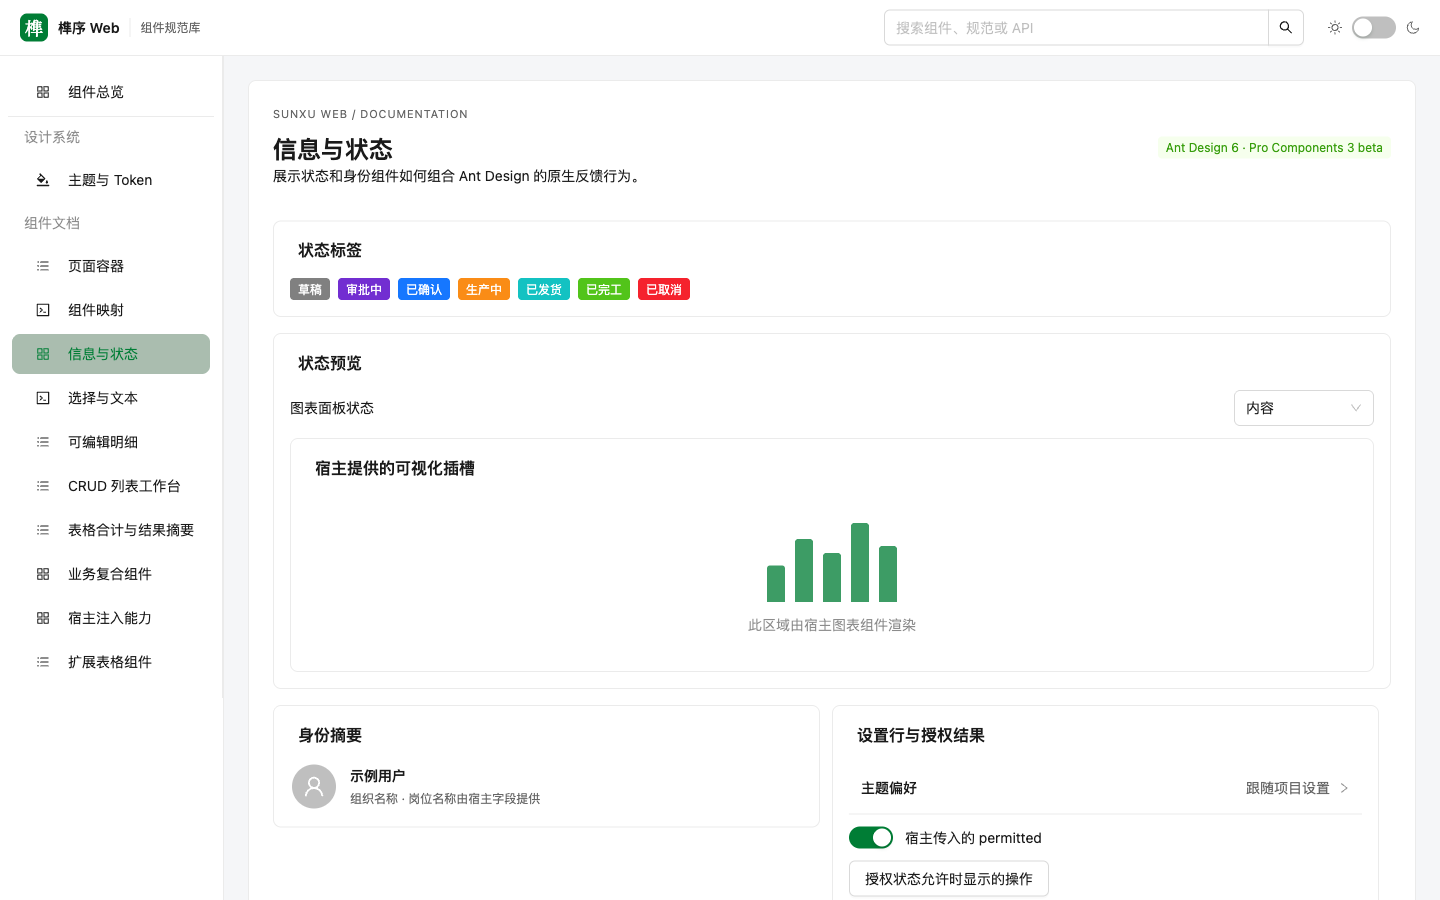 榫 榫序 Web 组件规范库
搜索组件、规范或 API
组件总览
设计系统
主题与 Token
组件文档
页面容器
组件映射
信息与状态
选择与文本
可编辑明细
CRUD 列表工作台
表格合计与结果摘要
业务复合组件
宿主注入能力
扩展表格组件
SUNXU WEB / DOCUMENTATION
信息与状态
Ant Design 6 · Pro Components 3 beta
展示状态和身份组件如何组合 Ant Design 的原生反馈行为。
状态标签
草稿 审批中 已确认 生产中 已发货 已完工 已取消
状态预览
图表面板状态
内容
宿主提供的可视化插槽
此区域由宿主图表组件渲染
身份摘要
示例用户
组织名称 · 岗位名称由宿主字段提供
设置行与授权结果
主题偏好
跟随项目设置
宿主传入的 permitted
授权状态允许时显示的操作